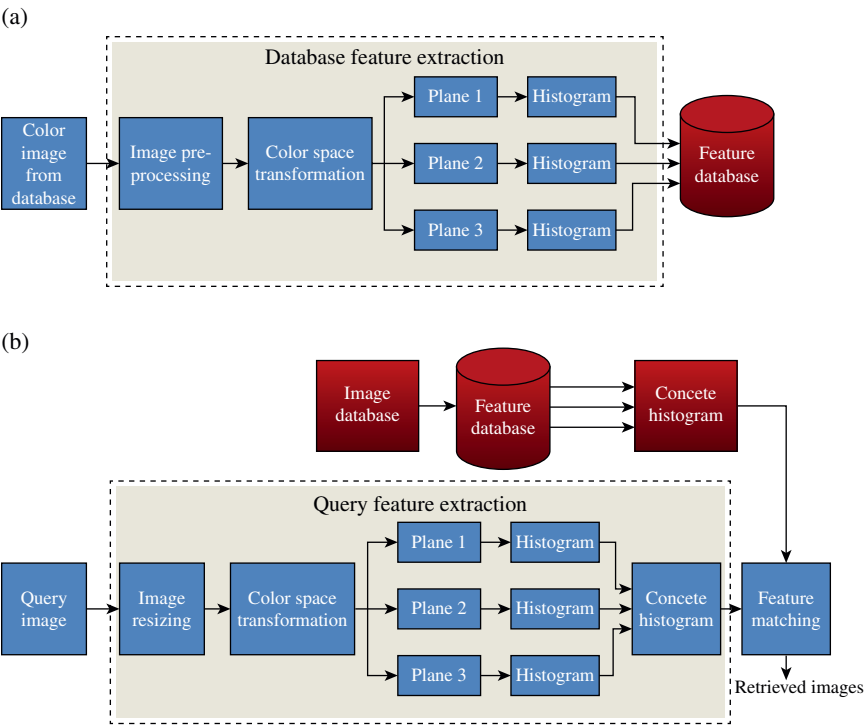 (a)
Database feature extraction
Color
image
from
database
Image pre-
processing
Color space
transformation
Plane 1
Histogram
Plane 2
Histogram
Plane 3
Histogram
Feature
database
(b)
Image
database
Feature
database
Concete
histogram
Query feature extraction
Query
image
Image
resizing
Color space
transformation
Plane 1
Histogram
Plane 2
Histogram
Plane 3
Histogram
Concete
histogram
Feature
matching
Retrieved images